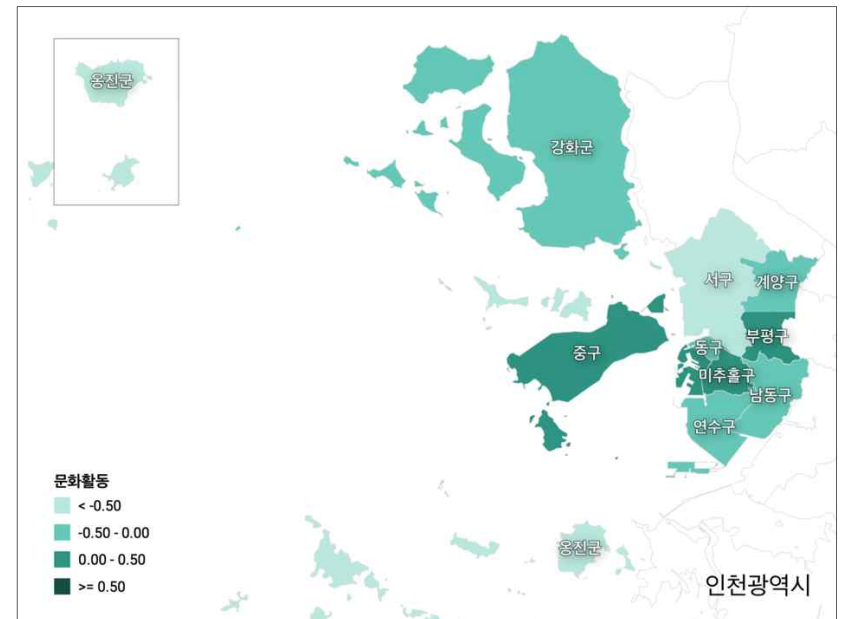 옹진군
강화군
서구
계양구
부평구
중구
동구
미추홀구
남동구
연수구
문화활동
< -0.50
-0.50 - 0.00
0.00 - 0.50
>= 0.50
옹진군
인천광역시